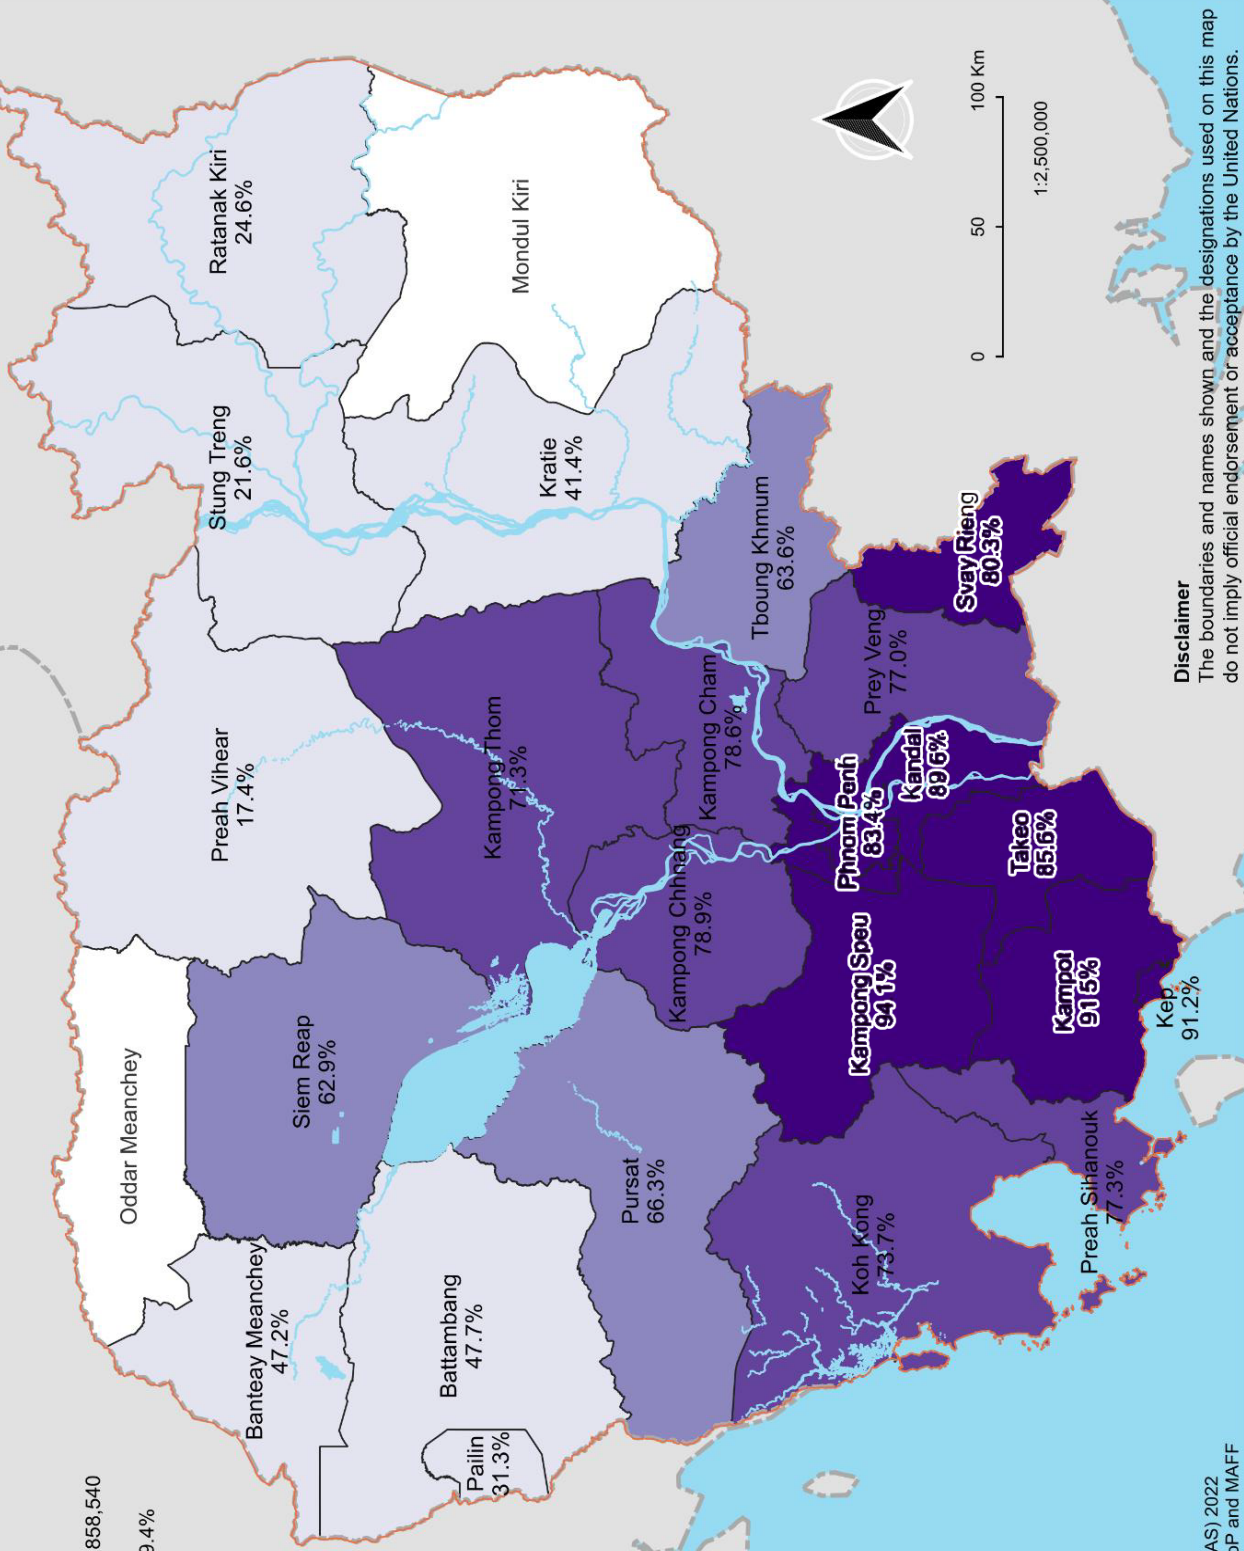 858,540
9.4%
Oddar Meanchey
Banteay Meanchey
47.2%
Siem Reap
62.9%
Preah Vihear
17.4%
Stung Treng
21.6%
Ratanak Kiri
24.6%
Mondul Kiri
Kratie
41.4%
Battambang
47.7%
Pailin
31.3%
Pursat
66.3%
Kampong Thom
71.3%
Kampong Chhnang
78.9%
Kampong Cham
78.6%
Tboung Khmum
63.6%
Prey Veng
77.0%
Svay Rieng
80.3%
Phnom Penh
83.4%
Kandal
89.6%
Kampong Speu
94.1%
Takeo
85.6%
Kampot
91.5%
Kep
91.2%
Koh Kong
73.7%
Preah Sihanouk
77.3%
0 50 100 Km
1:2,500,000
AS) 2022
oP and MAFF
Disclaimer
The boundaries and names shown and the designations used on this map
do not imply official endorsement or acceptance by the United Nations.